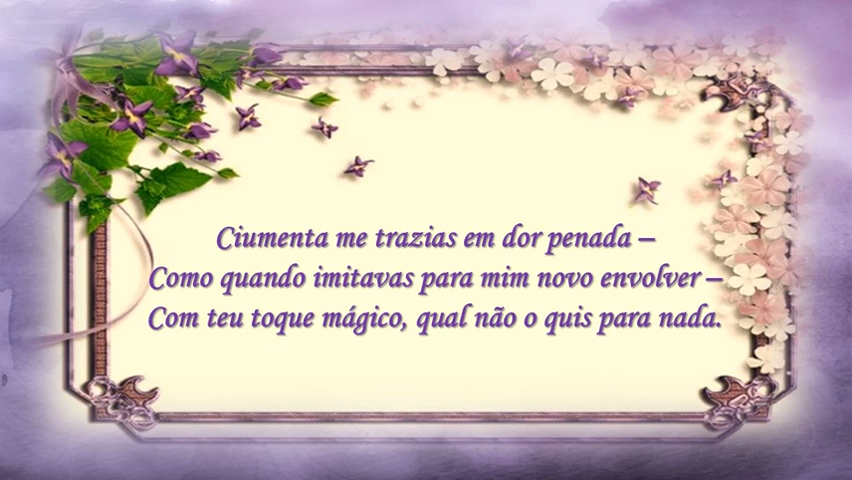 Ciumenta me trazias em dor penada –
Como quando imitavas para mim novo envolver –
Com teu toque mágico, qual não o quis para nada.